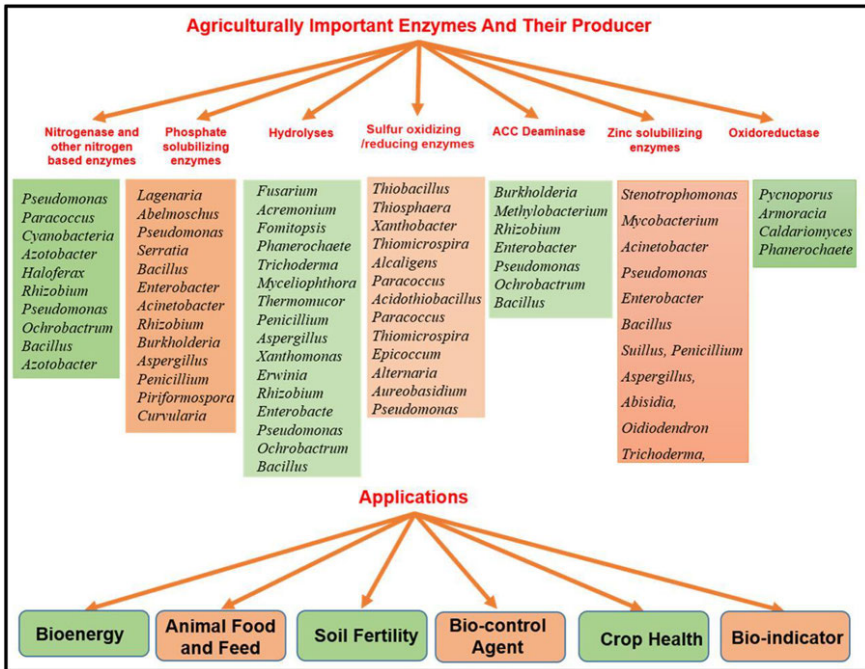 Agriculturally Important Enzymes And Their Producer
Nitrogenase and
other nitrogen
based enzymes
Pseudomonas
Paracoccus
Cyanobacteria
Azotobacter
Haloferax
Rhizobium
Pseudomonas
Ochrobactrum
Bacillus
Azotobacter
Phosphate
solubilizing
enzymes
Lagenaria
Abelmoschus
Pseudomonas
Serratia
Bacillus
Enterobacter
Acinetobacter
Rhizobium
Burkholderia
Aspergillus
Penicillium
Piriformospora
Curvularia
Hydrolyses
Fusarium
Acremonium
Fomitopsis
Phanerochaete
Trichoderma
Myceliophthora
Thermomucor
Penicillium
Aspergillus
Xanthomonas
Erwinia
Rhizobium
Enterobacte
Pseudomonas
Ochrobactrum
Bacillus
Sulfur oxidizing
/reducing enzymes
Thiobacillus
Thiosphaera
Xanthobacter
Thiomicrospira
Alcaligens
Paracoccus
Acidothiobacillus
Paracoccus
Thiomicrospira
Epicoccum
Alternaria
Aureobasidium
Pseudomonas
ACC Deaminase
Burkholderia
Methylobacterium
Rhizobium
Enterobacter
Pseudomonas
Ochrobactrum
Bacillus
Zinc solubilizing
enzymes
Stenotrophomonas
Mycobacterium
Acinetobacter
Pseudomonas
Enterobacter
Bacillus
Suillus, Penicillium
Aspergillus,
Abisidia,
Oidiodendron
Trichoderma,
Oxidoreductase
Pycnoporus
Armoracia
Caldariomyces
Phanerochaete
Applications
Bioenergy
Animal Food
and Feed
Soil Fertility
Bio-control
Agent
Crop Health
Bio-indicator